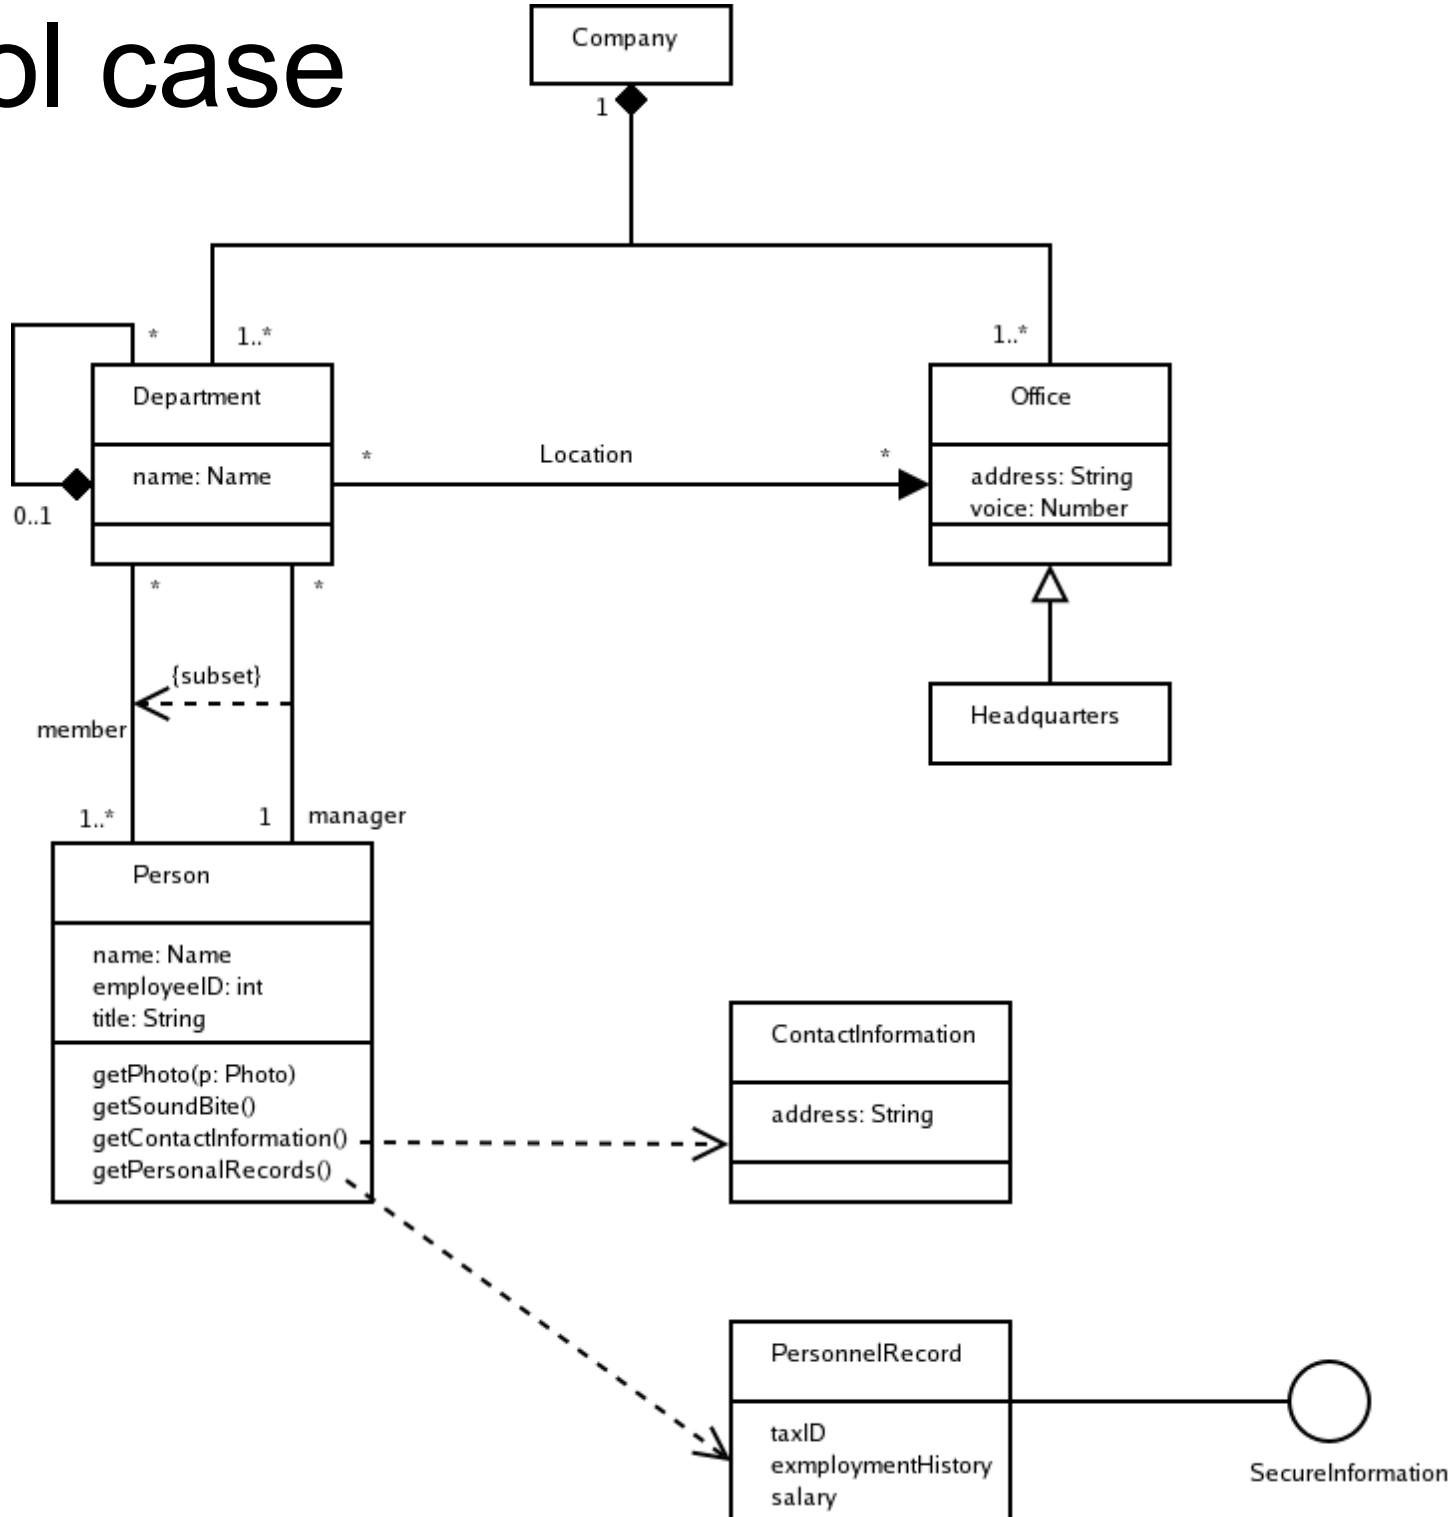 ol case
Company
1
*
1..*
1..*
Department
Office
name: Name
*
Location
*
address: String
voice: Number
0..1
*
*
{subset}
member
Headquarters
1..*
1
manager
Person
name: Name
employeeID: int
title: String
ContactInformation
getPhoto(p: Photo)
getSoundBite()
address: String
getContactInformation()
getPersonalRecords()
PersonnelRecord
taxID
exmploymentHistory
salary
SecureInformation